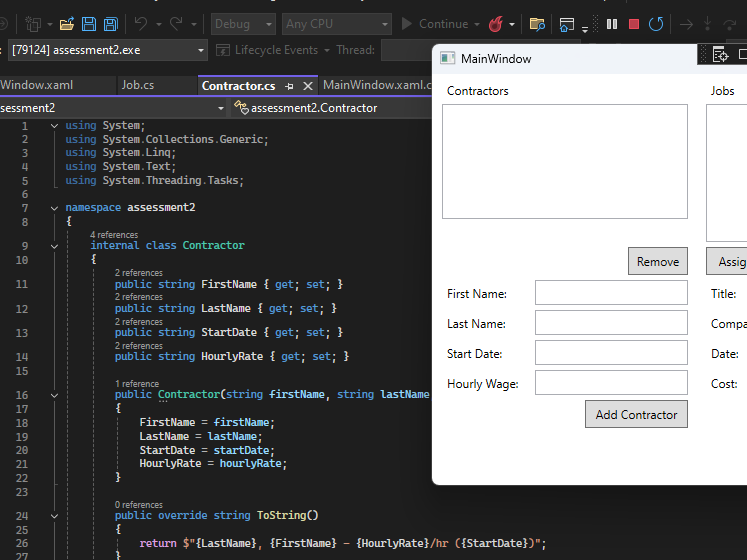 Debug
Any CPU
Continue
[79124] assessment2.exe
Lifecycle Events
Thread:
Window.xaml
Job.cs
Contractor.cs
MainWindow.xaml.c
sessment2
assessment2.Contractor
1 using System;
2 using System.Collections.Generic;
3 using System.Linq;
4 using System.Text;
5 using System.Threading.Tasks;
6
7 namespace assessment2
8 {
4 references
9 internal class Contractor
10 {
2 references
11 public string FirstName { get; set; }
2 references
12 public string LastName { get; set; }
2 references
13 public string StartDate { get; set; }
2 references
14 public string HourlyRate { get; set; }
15
1 reference
16 public Contractor(string firstName, string lastName
17 {
18 FirstName = firstName;
19 LastName = lastName;
20 StartDate = startDate;
21 HourlyRate = hourlyRate;
22 }
23
0 references
24 public override string ToString()
25 {
26 return $"{LastName}, {FirstName} - {HourlyRate}/hr ({StartDate})";
27 }
MainWindow
Contractors
Jobs
Remove
Assig
First Name:
Title:
Last Name:
Compa
Start Date:
Date:
Hourly Wage:
Cost:
Add Contractor